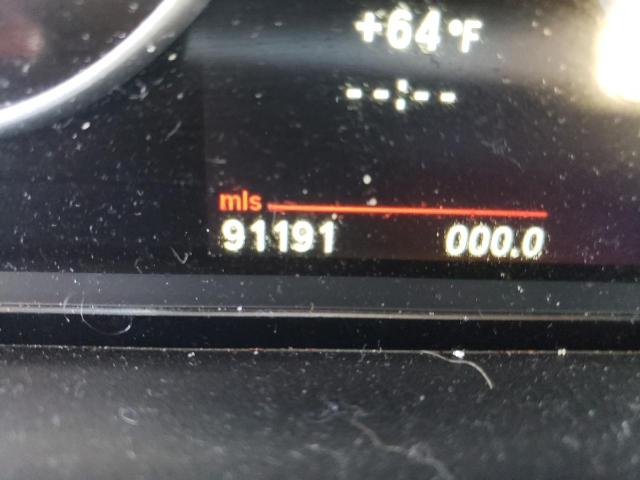 +64 °F
--:--
mls
91191 000.0